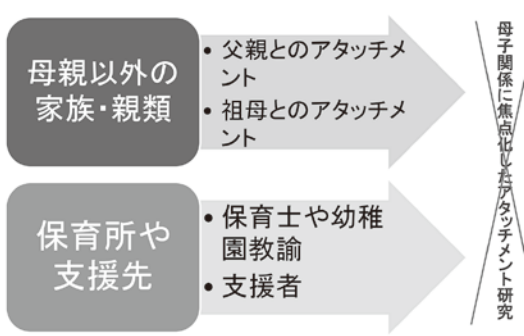 母親以外の
家族・親類
• 父親とのアタッチメ
ント
• 祖母とのアタッチメ
ント
保育所や
支援先
• 保育士や幼稚
園教諭
• 支援者
母子関係に焦点化したアタッチメント研究